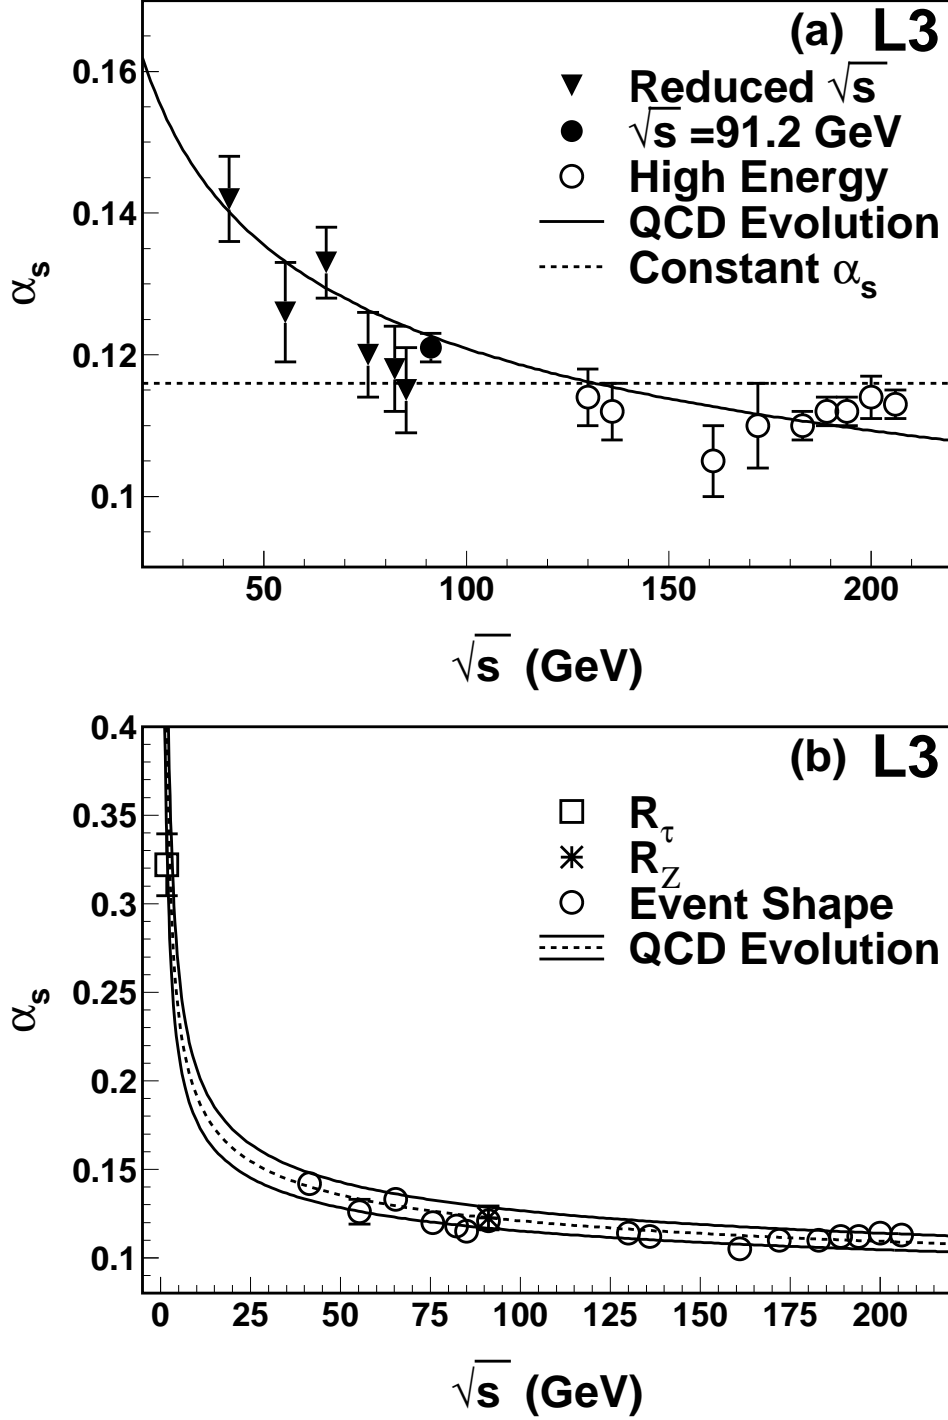 (a) L3
Reduced √s
√s =91.2 GeV
High Energy
QCD Evolution
Constant αs
0.16
0.14
0.12
0.1
αs
50 100 150 200
√s (GeV)
(b) L3
Rτ
RZ
Event Shape
QCD Evolution
0.4
0.35
0.3
0.25
0.2
0.15
0.1
αs
0 25 50 75 100 125 150 175 200
√s (GeV)